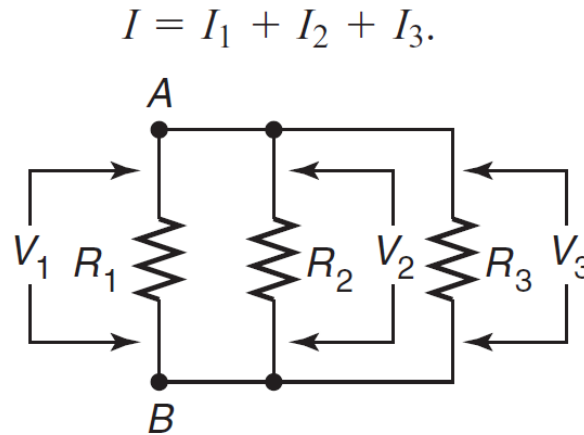 I = I₁ + I₂ + I₃.
A
V₁ R₁ R₂ V₂ R₃ V₃
B